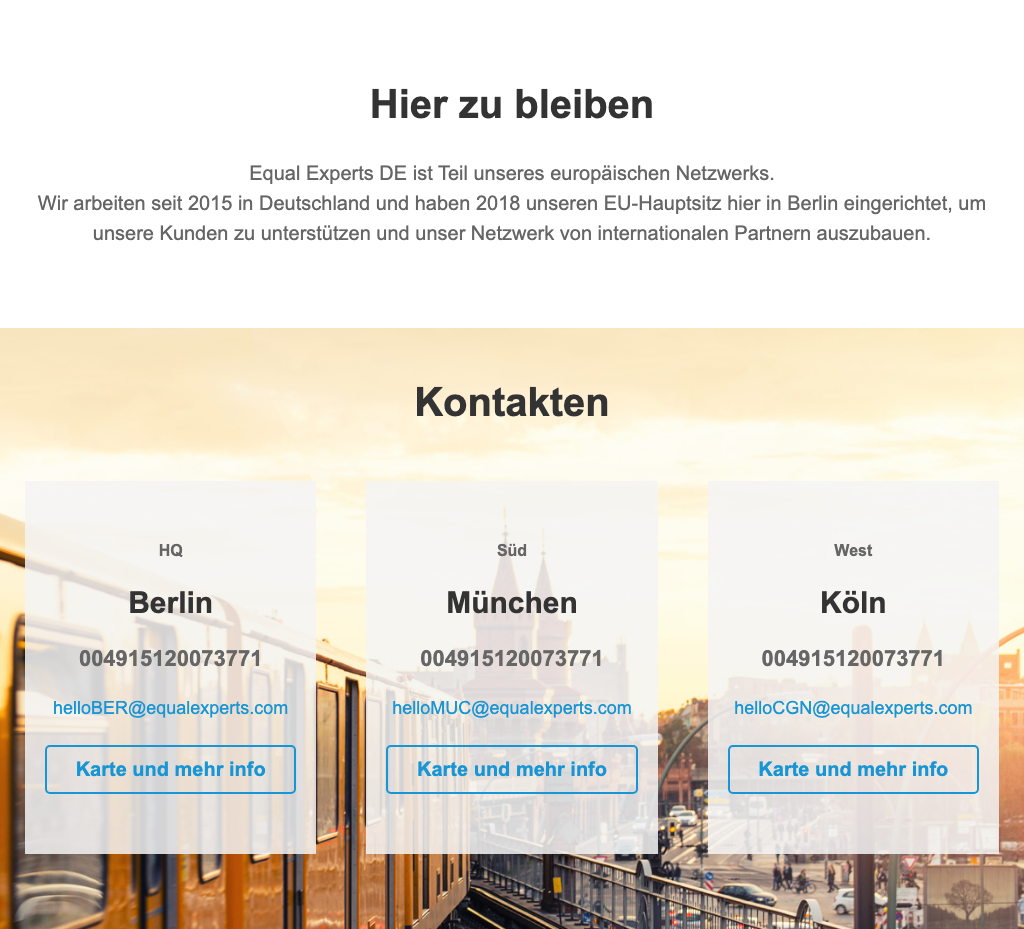 Hier zu bleiben
Equal Experts DE ist Teil unseres europäischen Netzwerks.
Wir arbeiten seit 2015 in Deutschland und haben 2018 unseren EU-Hauptsitz hier in Berlin eingerichtet, um
unsere Kunden zu unterstützen und unser Netzwerk von internationalen Partnern auszubauen.
Kontakten
HQ
Berlin
004915120073771
helloBER@equalexperts.com
Karte und mehr info
Süd
München
004915120073771
helloMUC@equalexperts.com
Karte und mehr info
West
Köln
004915120073771
helloCGN@equalexperts.com
Karte und mehr info